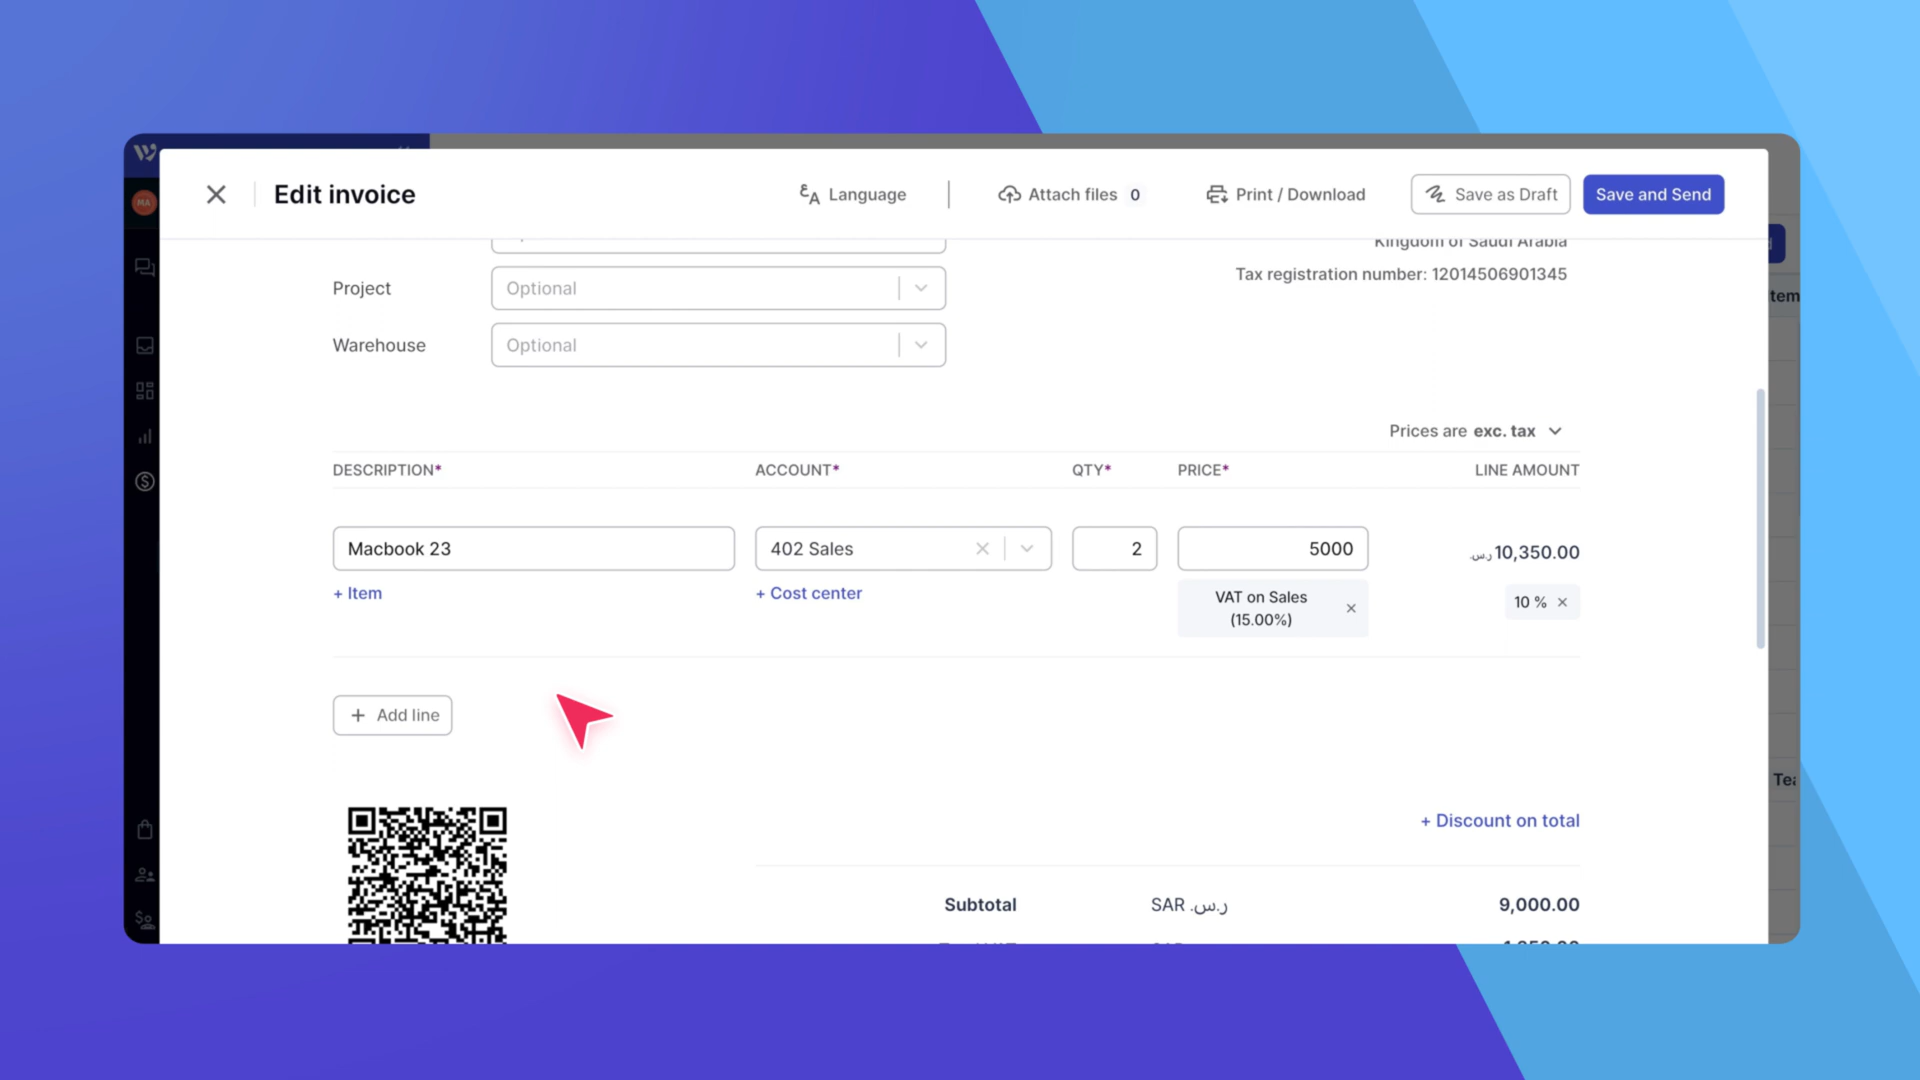 MA
Edit invoice
Language
Attach files 0
Print / Download
Save as Draft
Save and Send
Kingdom of Saudi Arabia
Tax registration number: 12014506901345
Project
Optional
Warehouse
Optional
Prices are exc. tax
DESCRIPTION* ACCOUNT* QTY* PRICE* LINE AMOUNT
Macbook 23 402 Sales 2 5000 ر.س. 10,350.00
+ Item + Cost center VAT on Sales (15.00%) 10 %
+ Add line
+ Discount on total
Subtotal SAR ر.س. 9,000.00